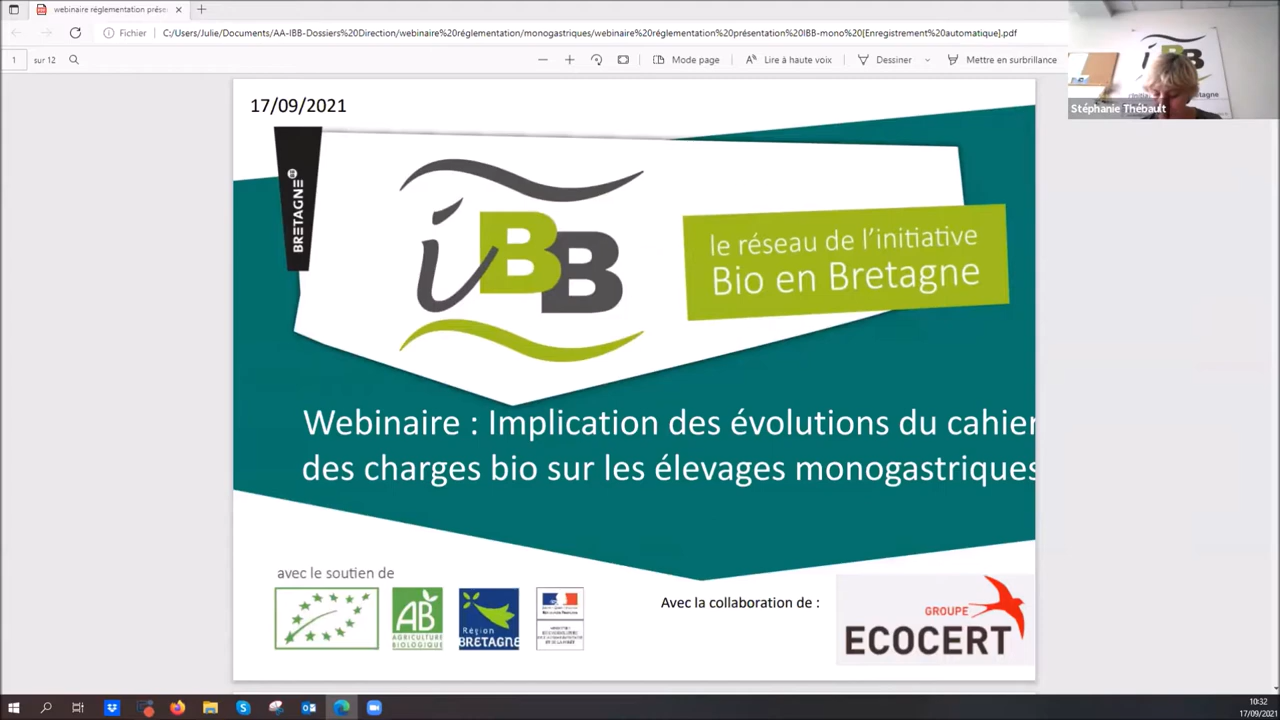 webinaire réglementation prése
Fichier
C:/Users/Julie/Documents/AA-IBB-Dossiers%20Direction/webinaire%20réglementation/monogastriques/webinaire%20réglementation%20présentation%20IBB-mono%20[Enregistrement%20automatique].pdf
1 sur 12
Mode page
Lire à haute voix
Dessiner
Mettre en surbrillance
Stéphanie Thébault
17/09/2021
BRETAGNE
iBB
le réseau de l'initiative
Bio en Bretagne
Webinaire : Implication des évolutions du cahier
des charges bio sur les élevages monogastriques
avec le soutien de
AB
AGRICULTURE
BIOLOGIQUE
Région
BRETAGNE
Avec la collaboration de :
GROUPE
ECOCERT
10:32
17/09/2021